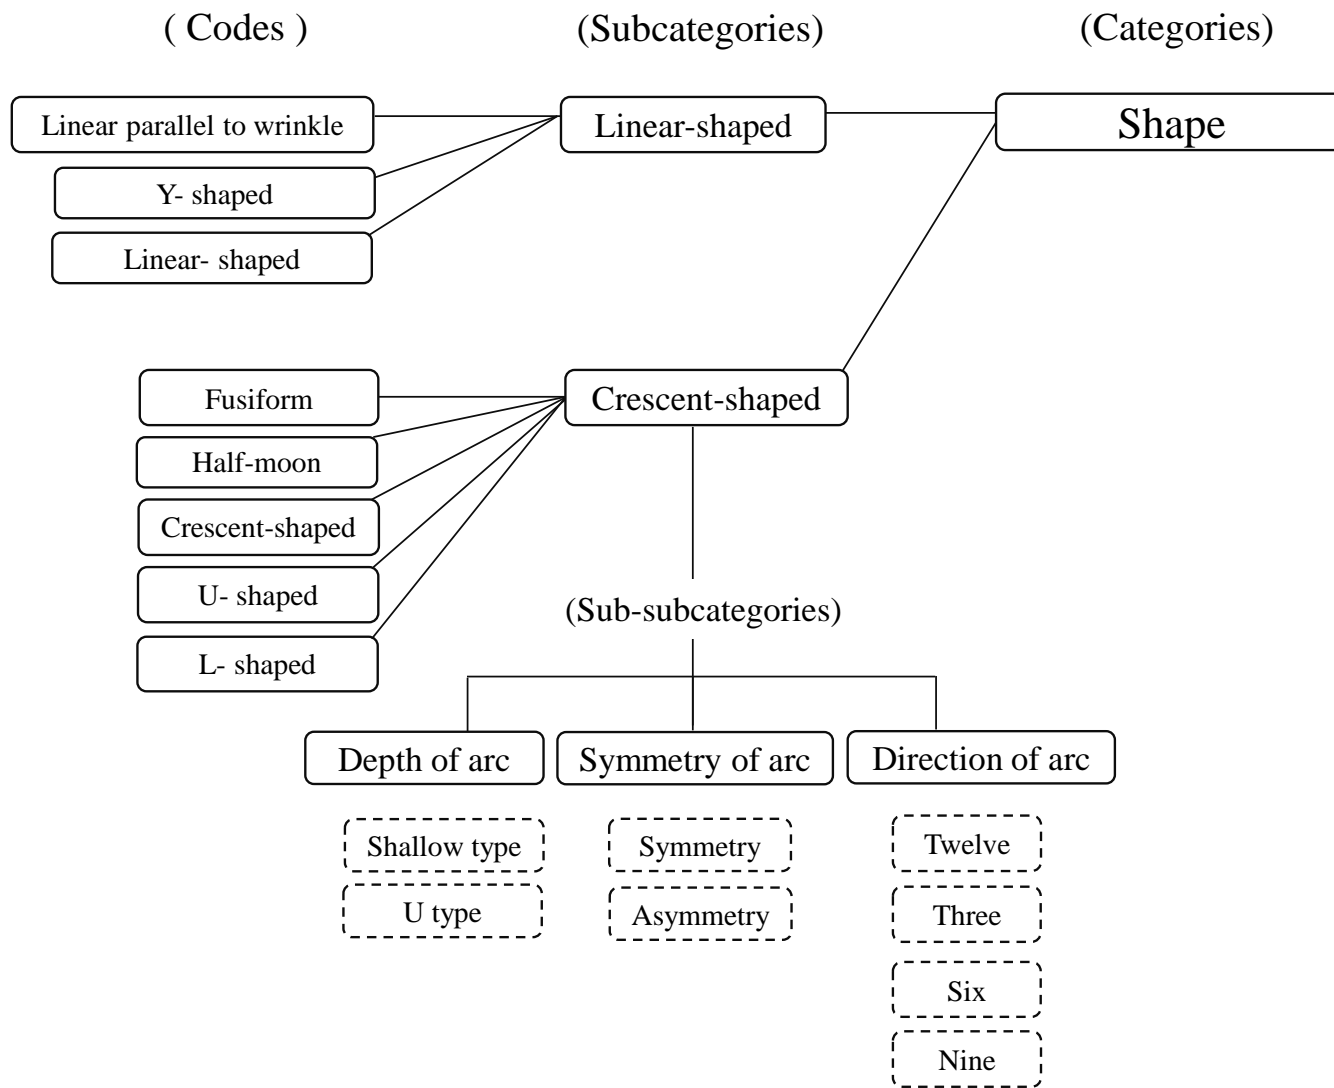 ( Codes )
(Subcategories)
(Categories)
Linear parallel to wrinkle
Linear-shaped
Shape
Y- shaped
Linear- shaped
Fusiform
Crescent-shaped
Half-moon
Crescent-shaped
U- shaped
L- shaped
(Sub-subcategories)
Depth of arc
Symmetry of arc
Direction of arc
Shallow type
Symmetry
Twelve
U type
Asymmetry
Three
Six
Nine